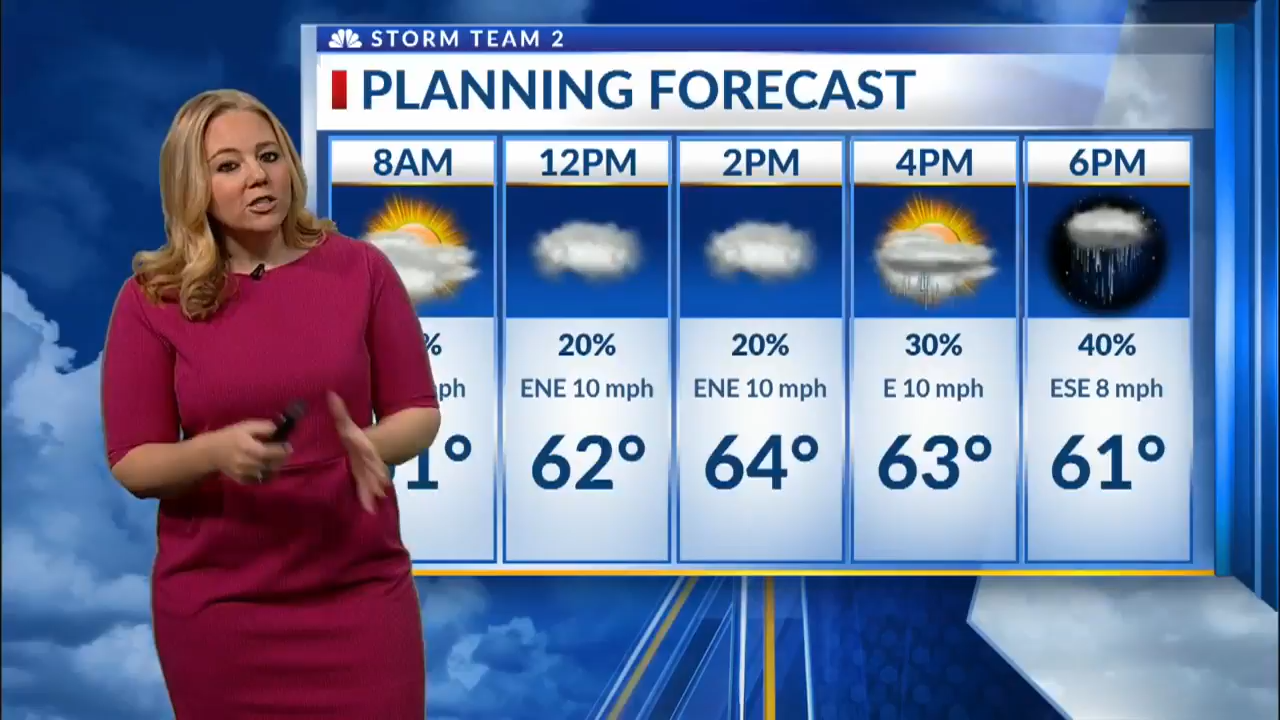 STORM TEAM 2
PLANNING FORECAST
8AM 12PM 2PM 4PM 6PM
% 20% 20% 30% 40%
ENE 10 mph ENE 10 mph E 10 mph ESE 8 mph
1° 62° 64° 63° 61°